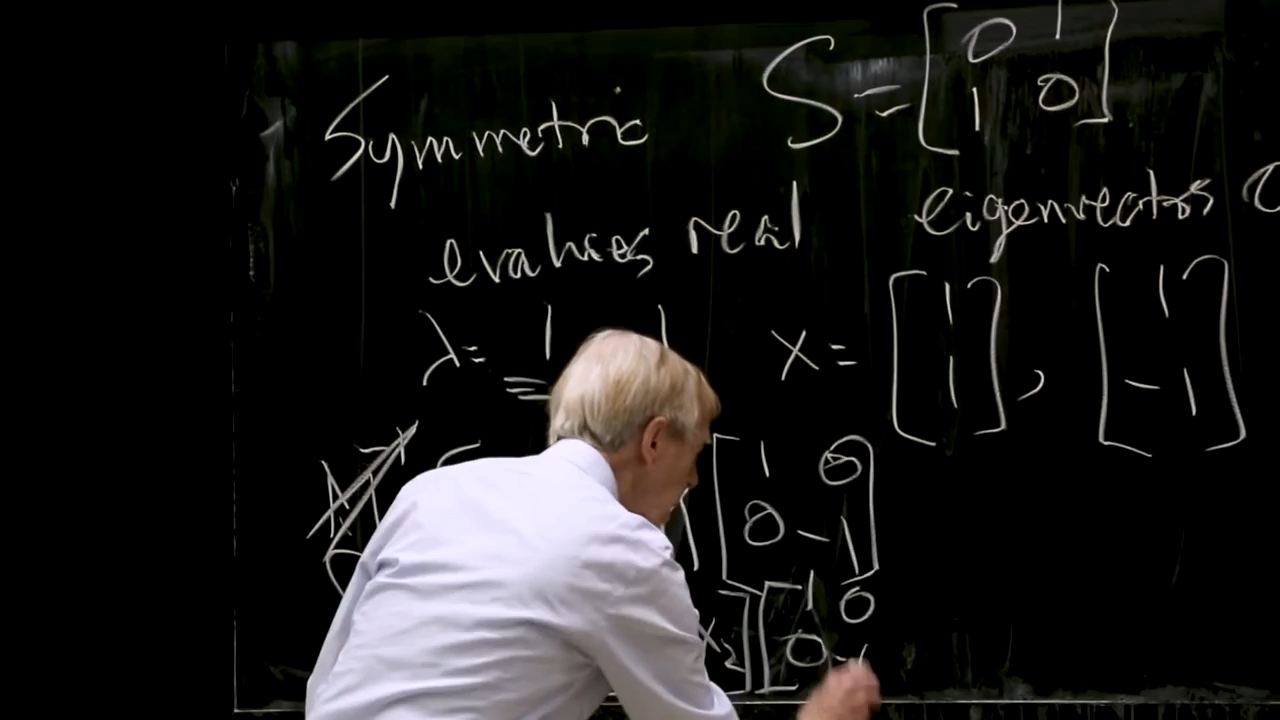 Symmetric S = [0 1
1 0]
evalues real eigenvectors
λ = 1 1 x = [1 1], [1 -1]
[1 0
0 -1]
x₂] [1 0
0 -1